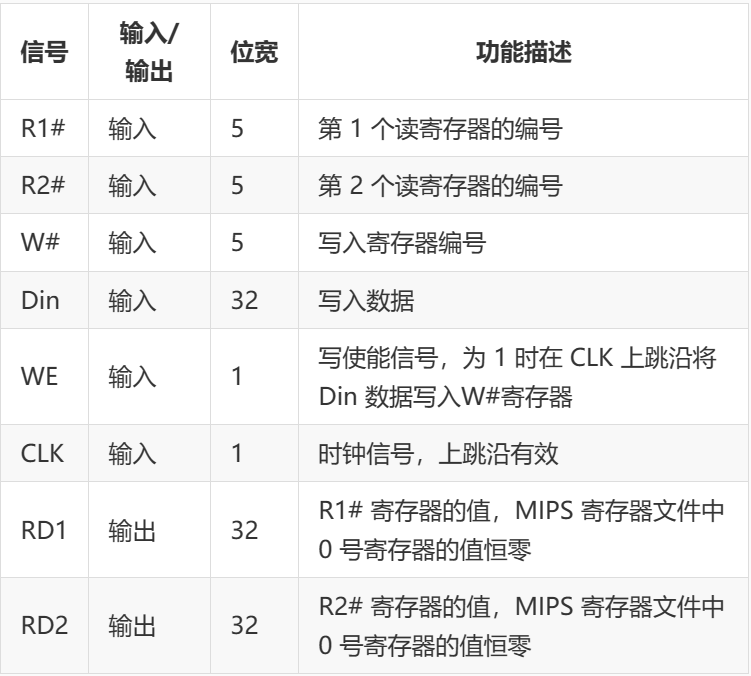 信号 输入/ 输出 位宽 功能描述
R1# 输入 5 第 1 个读寄存器的编号
R2# 输入 5 第 2 个读寄存器的编号
W# 输入 5 写入寄存器编号
Din 输入 32 写入数据
WE 输入 1 写使能信号，为 1 时在 CLK 上跳沿将
Din 数据写入W#寄存器
CLK 输入 1 时钟信号，上跳沿有效
RD1 输出 32 R1# 寄存器的值，MIPS 寄存器文件中
0 号寄存器的值恒零
RD2 输出 32 R2# 寄存器的值，MIPS 寄存器文件中
0 号寄存器的值恒零